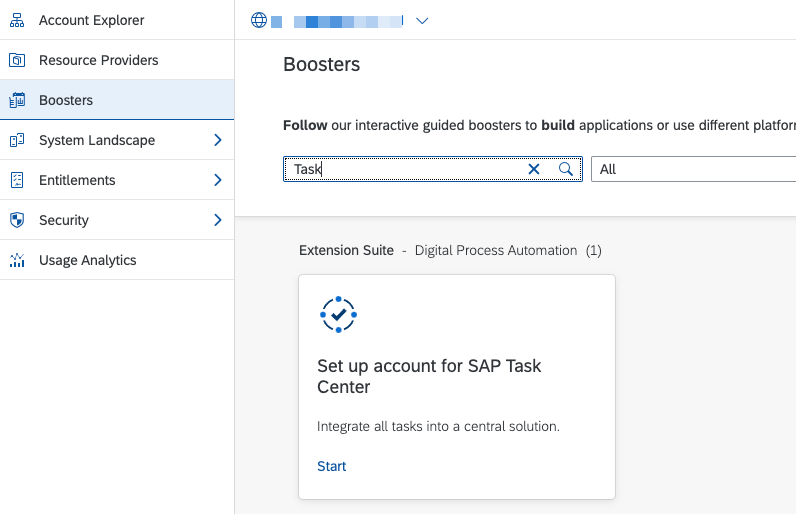 Account Explorer
Resource Providers
Boosters
System Landscape
Entitlements
Security
Usage Analytics
Boosters
Follow our interactive guided boosters to build applications or use different
Task
All
Extension Suite - Digital Process Automation (1)
Set up account for SAP Task
Center
Integrate all tasks into a central solution.
Start